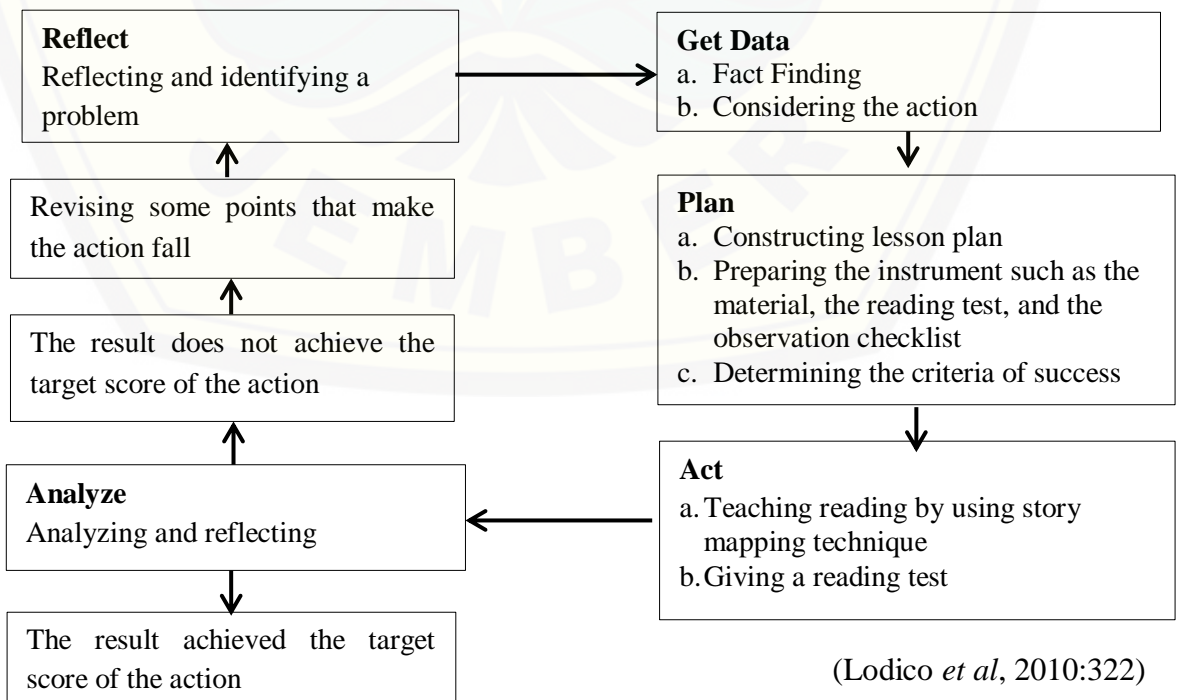 Reflect
Reflecting and identifying a
problem
Get Data
a. Fact Finding
b. Considering the action
Revising some points that make
the action fall
Plan
a. Constructing lesson plan
b. Preparing the instrument such as the
material, the reading test, and the
observation checklist
c. Determining the criteria of success
The result does not achieve the
target score of the action
Analyze
Analyzing and reflecting
Act
a. Teaching reading by using story
mapping technique
b. Giving a reading test
The result achieved the target
score of the action
(Lodico et al, 2010:322)
JEMBER